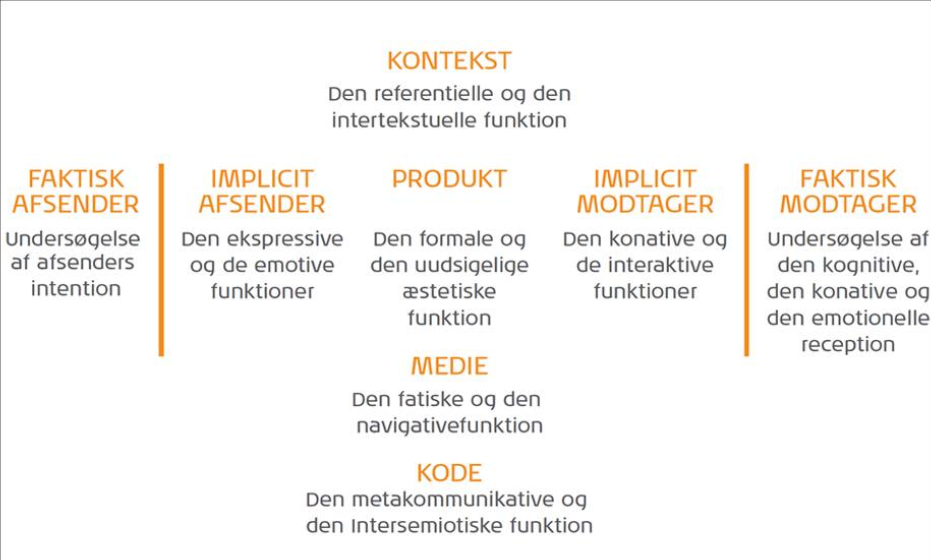 KONTEKST
Den referentielle og den
intertekstuelle funktion
FAKTISK
AFSENDER
Undersøgelse
af afsenders
intention
IMPLICIT
AFSENDER
Den ekspressive
og de emotive
funktioner
PRODUKT
Den formale og
den uudsigelige
æstetiske
funktion
IMPLICIT
MODTAGER
Den konative og
de interaktive
funktioner
FAKTISK
MODTAGER
Undersøgelse af
den kognitive,
den konative og
den emotionelle
reception
MEDIE
Den fatiske og den
navigativefunktion
KODE
Den metakommunikative og
den Intersemiotiske funktion